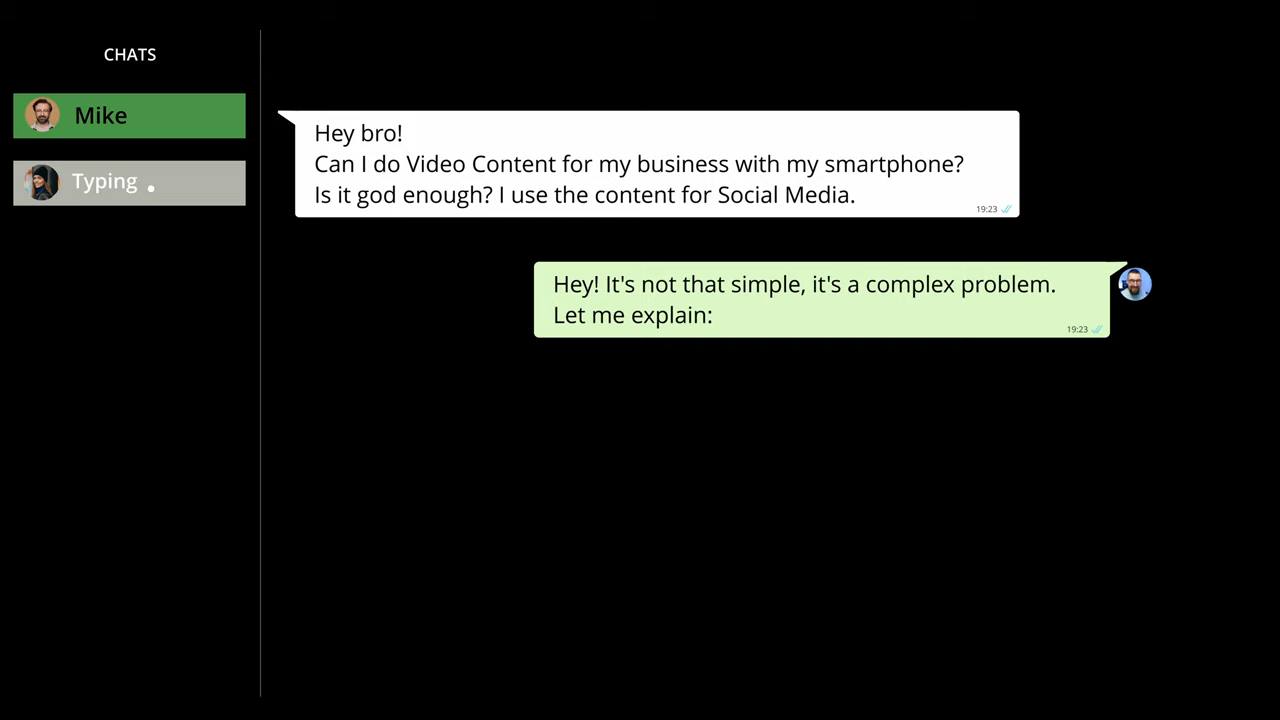 CHATS
Mike
Typing .
Hey bro!
Can I do Video Content for my business with my smartphone?
Is it god enough? I use the content for Social Media.
19:23
Hey! It's not that simple, it's a complex problem.
Let me explain:
19:23